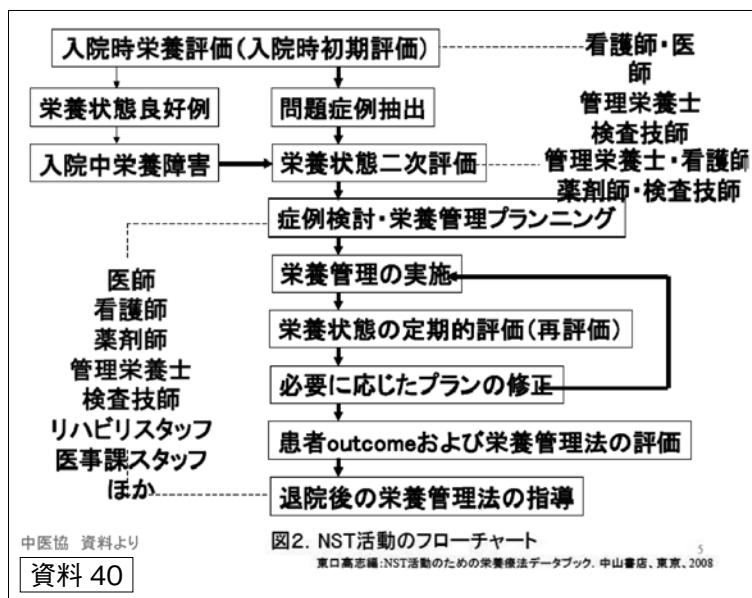 入院時栄養評価(入院時初期評価)
看護師・医
師
管理栄養士
検査技師
栄養状態良好例
問題症例抽出
入院中栄養障害
栄養状態二次評価
管理栄養士・看護師
薬剤師・検査技師
症例検討・栄養管理プランニング
医師
看護師
薬剤師
管理栄養士
検査技師
リハビリスタッフ
医事課スタッフ
ほか
栄養管理の実施
栄養状態の定期的評価(再評価)
必要に応じたプランの修正
患者outcomeおよび栄養管理法の評価
退院後の栄養管理法の指導
中医協 資料より
図2. NST活動のフローチャート
5
東口高志編:NST活動のための栄養療法データブック. 中山書店、東京、2008
資料 40